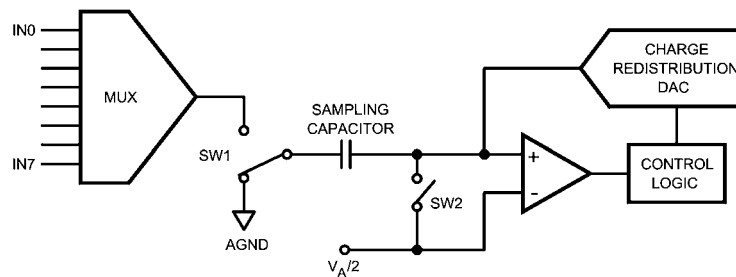 IN0
MUX
IN7
SW1
AGND
SAMPLING
CAPACITOR
SW2
VA/2
+
-
CHARGE
REDISTRIBUTION
DAC
CONTROL
LOGIC